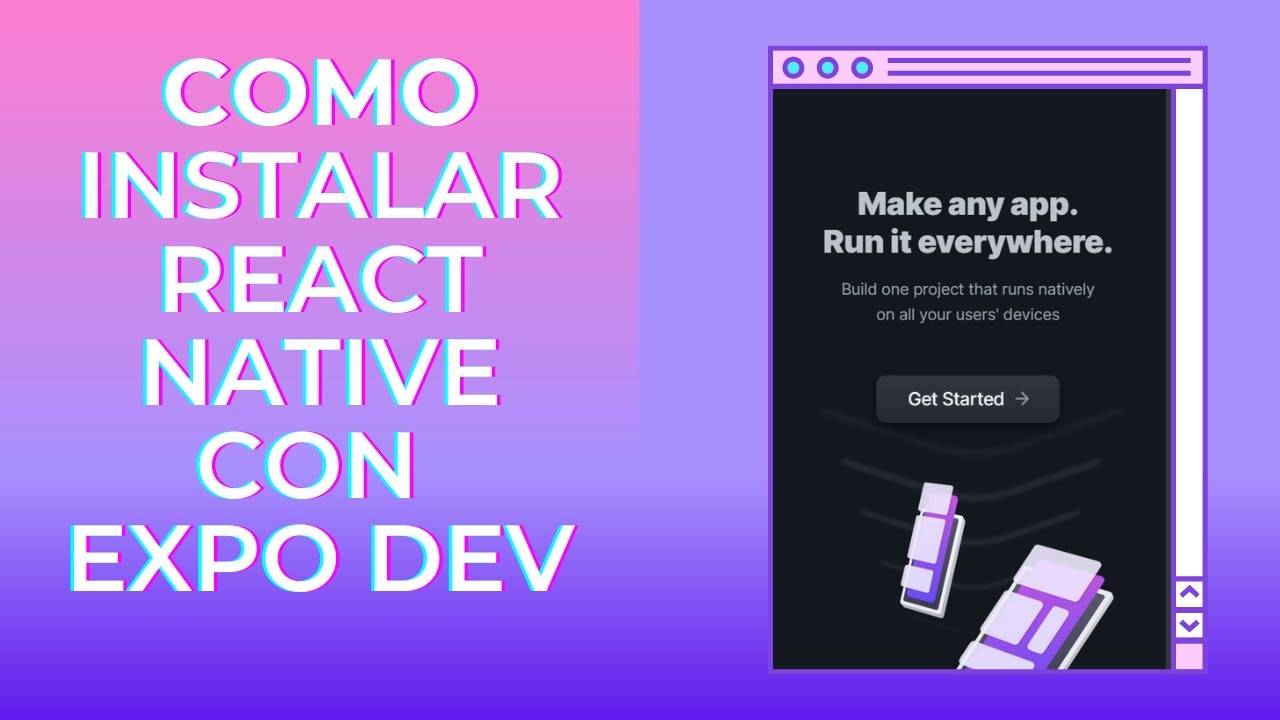 COMO
INSTALAR
REACT
NATIVE
CON
EXPO DEV
Make any app.
Run it everywhere.
Build one project that runs natively
on all your users' devices
Get Started →